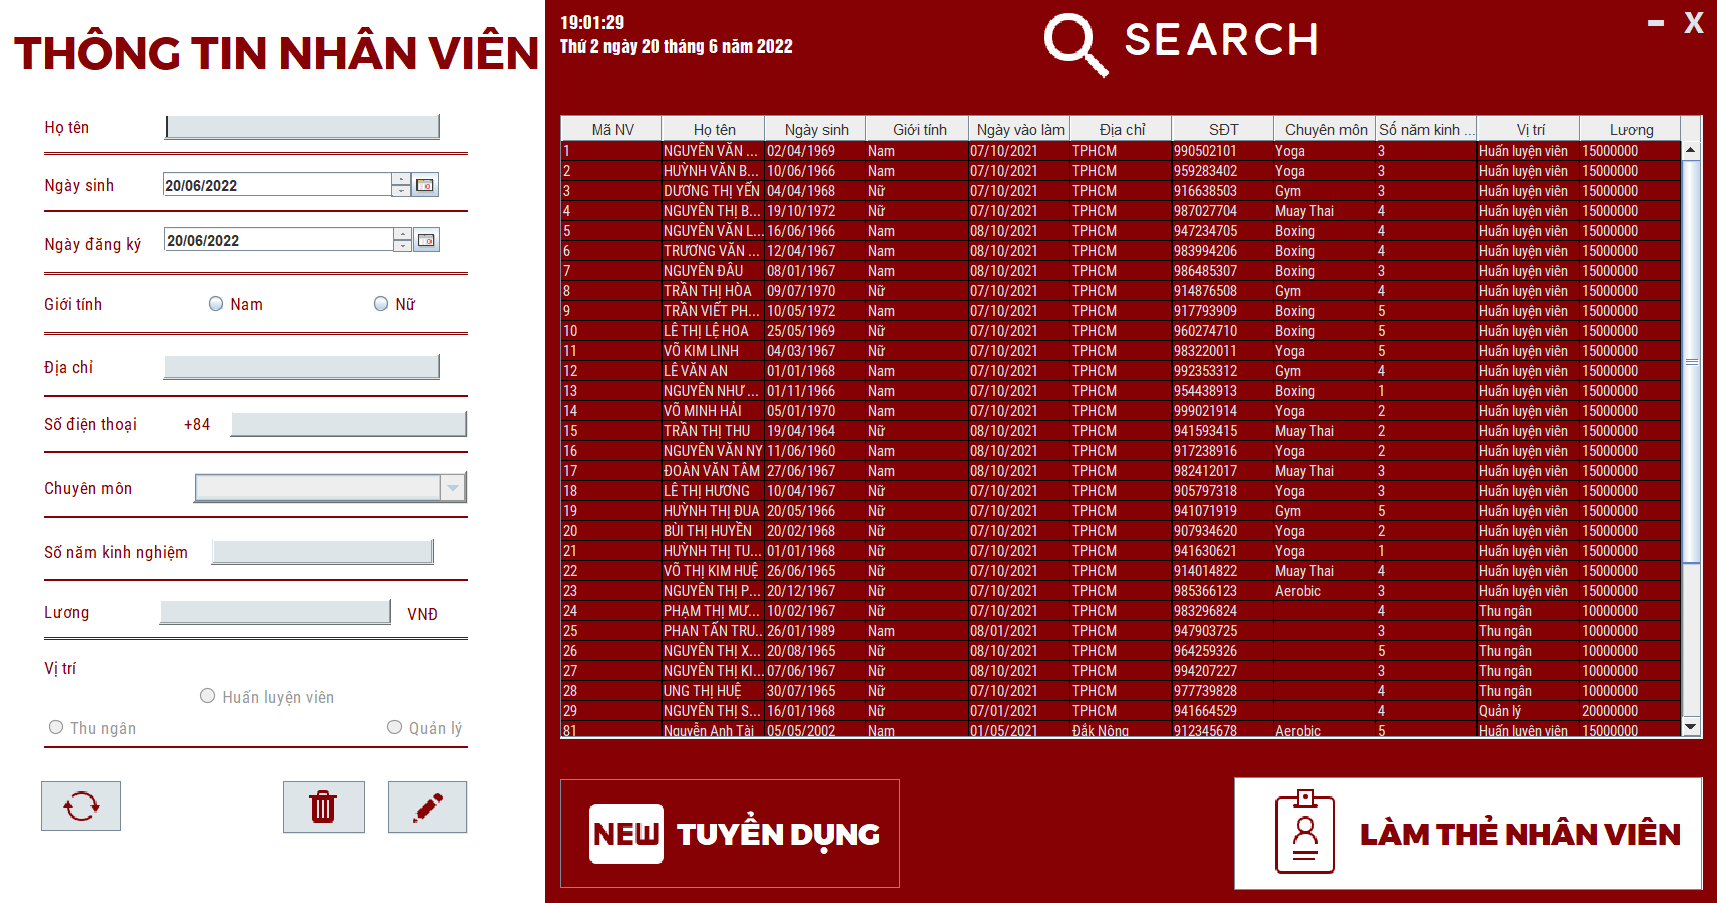 THÔNG TIN NHÂN VIÊN
Họ tên
Ngày sinh 20/06/2022
Ngày đăng ký 20/06/2022
Giới tính Nam Nữ
Địa chỉ
Số điện thoại +84
Chuyên môn
Số năm kinh nghiệm
Lương VNĐ
Vị trí
Huấn luyện viên
Thu ngân Quản lý
19:01:29
Thứ 2 ngày 20 tháng 6 năm 2022
SEARCH
X
Mã NV Họ tên Ngày sinh Giới tính Ngày vào làm Địa chỉ SĐT Chuyên môn Số năm kinh ... Vị trí Lương
1 NGUYỄN VĂN ... 02/04/1969 Nam 07/10/2021 TPHCM 990502101 Yoga 3 Huấn luyện viên 15000000
2 HUỲNH VĂN B... 10/06/1966 Nam 07/10/2021 TPHCM 959283402 Yoga 3 Huấn luyện viên 15000000
3 DƯƠNG THỊ YẾN 04/04/1968 Nữ 07/10/2021 TPHCM 916638503 Gym 3 Huấn luyện viên 15000000
4 NGUYỄN THỊ B... 19/10/1972 Nữ 07/10/2021 TPHCM 987027704 Muay Thai 4 Huấn luyện viên 15000000
5 NGUYỄN VĂN L... 16/06/1966 Nam 08/10/2021 TPHCM 947234705 Boxing 4 Huấn luyện viên 15000000
6 TRƯƠNG VĂN ... 12/04/1967 Nam 08/10/2021 TPHCM 983994206 Boxing 4 Huấn luyện viên 15000000
7 NGUYỄN ĐÂU 08/01/1967 Nam 08/10/2021 TPHCM 986485307 Boxing 3 Huấn luyện viên 15000000
8 TRẦN THỊ HÒA 09/07/1970 Nữ 07/10/2021 TPHCM 914876508 Gym 4 Huấn luyện viên 15000000
9 TRẦN VIẾT PH... 10/05/1972 Nam 07/10/2021 TPHCM 917793909 Boxing 5 Huấn luyện viên 15000000
10 LÊ THỊ LỆ HOA 25/05/1969 Nữ 07/10/2021 TPHCM 960274710 Boxing 5 Huấn luyện viên 15000000
11 VÕ KIM LINH 04/03/1967 Nữ 07/10/2021 TPHCM 983220011 Yoga 5 Huấn luyện viên 15000000
12 LÊ VĂN AN 01/01/1968 Nam 07/10/2021 TPHCM 992353312 Gym 4 Huấn luyện viên 15000000
13 NGUYỄN NHƯ ... 01/11/1966 Nam 07/10/2021 TPHCM 954438913 Boxing 1 Huấn luyện viên 15000000
14 VÕ MINH HẢI 05/01/1970 Nam 07/10/2021 TPHCM 999021914 Yoga 2 Huấn luyện viên 15000000
15 TRẦN THỊ THU 19/04/1964 Nữ 07/10/2021 TPHCM 941593415 Muay Thai 2 Huấn luyện viên 15000000
16 NGUYỄN VĂN NY 11/06/1960 Nam 08/10/2021 TPHCM 917238916 Yoga 2 Huấn luyện viên 15000000
17 ĐOÀN VĂN TÂM 27/06/1967 Nam 08/10/2021 TPHCM 982412017 Muay Thai 3 Huấn luyện viên 15000000
18 LÊ THỊ HƯƠNG 10/04/1967 Nữ 07/10/2021 TPHCM 905797318 Yoga 3 Huấn luyện viên 15000000
19 HUỲNH THỊ ĐUA 20/05/1966 Nữ 07/10/2021 TPHCM 941071919 Gym 5 Huấn luyện viên 15000000
20 BÙI THỊ HUYỀN 20/02/1968 Nữ 07/10/2021 TPHCM 907934620 Yoga 2 Huấn luyện viên 15000000
21 HUỲNH THỊ TU... 01/01/1968 Nữ 07/10/2021 TPHCM 941630621 Yoga 1 Huấn luyện viên 15000000
22 VÕ THỊ KIM HUỆ 26/06/1965 Nữ 07/10/2021 TPHCM 914014822 Muay Thai 4 Huấn luyện viên 15000000
23 NGUYỄN THỊ P... 20/12/1967 Nữ 07/10/2021 TPHCM 985366123 Aerobic 3 Huấn luyện viên 15000000
24 PHẠM THỊ MƯ... 10/02/1967 Nữ 07/10/2021 TPHCM 983296824 4 Thu ngân 10000000
25 PHAN TẤN TRU... 26/01/1989 Nam 08/01/2021 TPHCM 947903725 3 Thu ngân 10000000
26 NGUYỄN THỊ X... 20/08/1965 Nữ 08/10/2021 TPHCM 964259326 5 Thu ngân 10000000
27 NGUYỄN THỊ KI... 07/06/1967 Nữ 08/10/2021 TPHCM 994207227 3 Thu ngân 10000000
28 UNG THỊ HUỆ 30/07/1965 Nữ 07/10/2021 TPHCM 977739828 4 Thu ngân 10000000
29 NGUYỄN THỊ S... 16/01/1968 Nữ 07/01/2021 TPHCM 941664529 4 Quản lý 20000000
81 Nguyễn Anh Tài 05/05/2002 Nam 01/05/2021 Đắk Nông 912345678 Aerobic 5 Huấn luyện viên 15000000
NEW TUYỂN DỤNG
LÀM THẺ NHÂN VIÊN